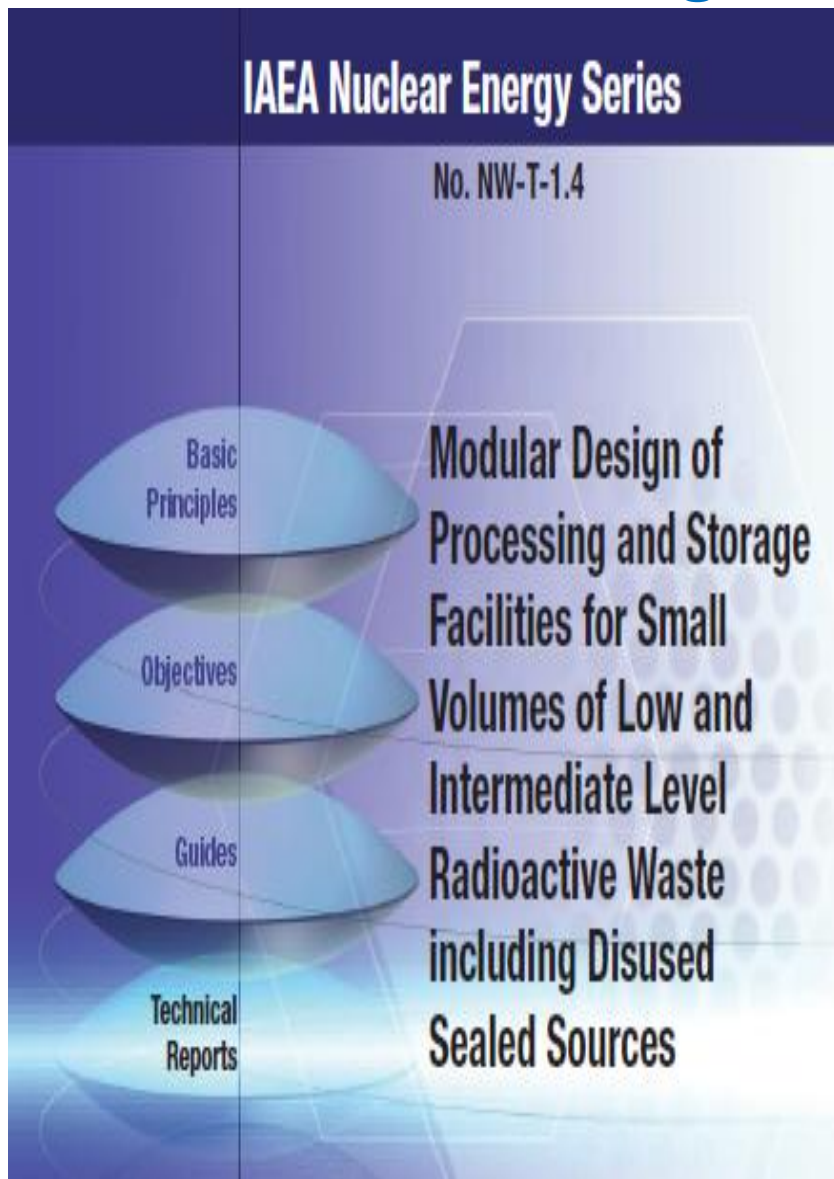 IAEA Nuclear Energy Series
No. NW-T-1.4
Basic
Principles
Objectives
Guides
Technical
Reports
Modular Design of
Processing and Storage
Facilities for Small
Volumes of Low and
Intermediate Level
Radioactive Waste
including Disused
Sealed Sources